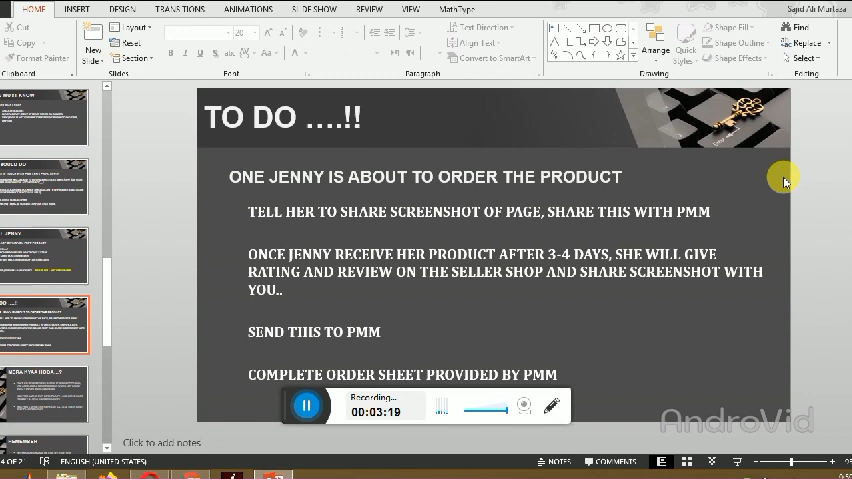 HOME INSERT DESIGN TRANSITIONS ANIMATIONS SLIDE SHOW REVIEW VIEW MathType Sajid Ali Murtaza
Cut
Copy
Format Painter
Clipboard
New
Slide
Layout
Reset
Section
Slides
20
Font
Text Direction
Align Text
Convert to SmartArt
Paragraph
Arrange
Quick
Styles
Shape Fill
Shape Outline
Shape Effects
Drawing
Find
Replace
Select
Editing
TO DO ....!!
ONE JENNY IS ABOUT TO ORDER THE PRODUCT
TELL HER TO SHARE SCREENSHOT OF PAGE, SHARE THIS WITH PMM
ONCE JENNY RECEIVE HER PRODUCT AFTER 3-4 DAYS, SHE WILL GIVE
RATING AND REVIEW ON THE SELLER SHOP AND SHARE SCREENSHOT WITH
YOU..
SEND THIS TO PMM
COMPLETE ORDER SHEET PROVIDED BY PMM
Recording...
00:03:19
AndroVid
Click to add notes
4 OF 21 ENGLISH (UNITED STATES) NOTES COMMENTS